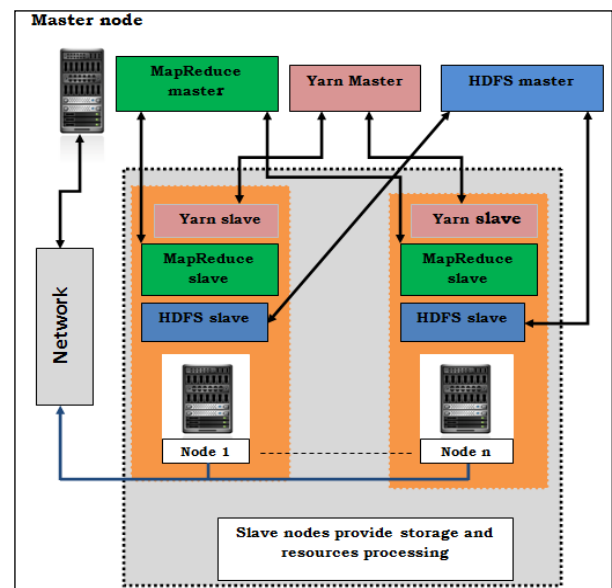 Master node
MapReduce
master
Yarn Master
HDFS master
Yarn slave
MapReduce
slave
HDFS slave
Node 1
Yarn slave
MapReduce
slave
HDFS slave
Node n
Network
Slave nodes provide storage and
resources processing